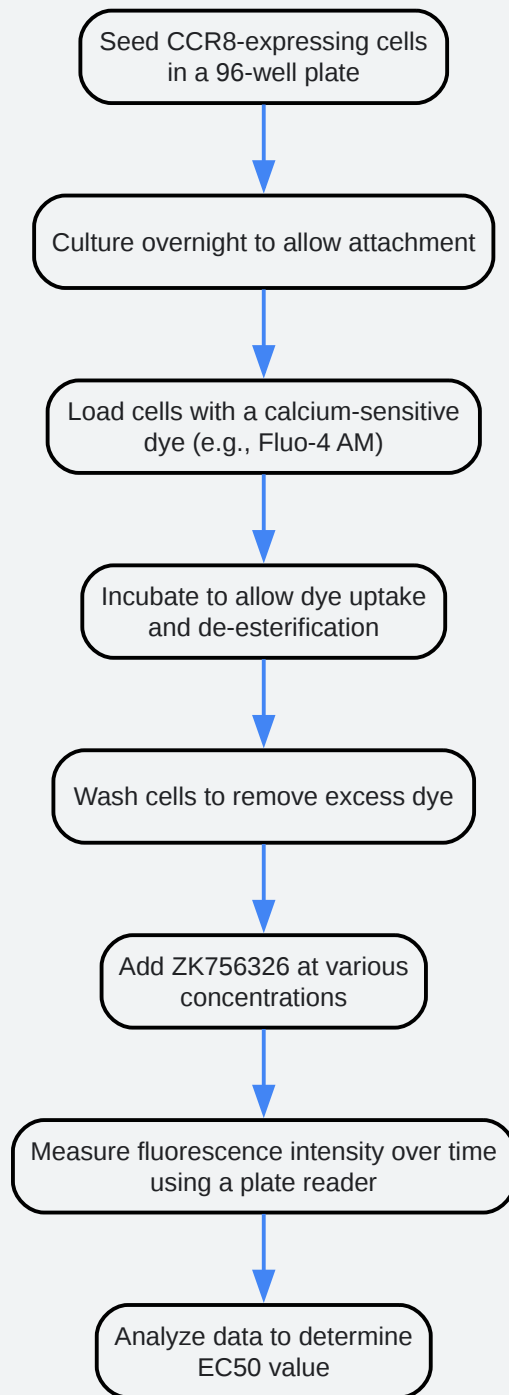 Seed CCR8-expressing cells
in a 96-well plate
Culture overnight to allow attachment
Load cells with a calcium-sensitive
dye (e.g., Fluo-4 AM)
Incubate to allow dye uptake
and de-esterification
Wash cells to remove excess dye
Add ZK756326 at various
concentrations
Measure fluorescence intensity over time
using a plate reader
Analyze data to determine
EC50 value